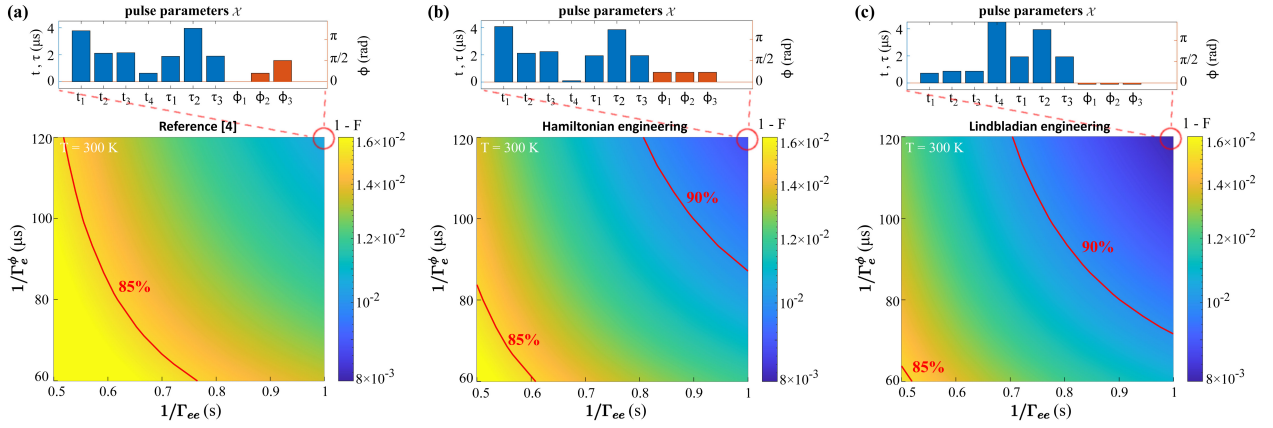 (a)
pulse parameters 𝒳
4
2
0
t , τ (μs)
π
π/2
0
ϕ (rad)
t₁ t₂ t₃ t₄ τ₁ τ₂ τ₃ ϕ₁ ϕ₂ ϕ₃
Reference [4]
1 - F
T = 300 K
85%
120
100
80
60
1/Γₑ^ϕ (μs)
0.5 0.6 0.7 0.8 0.9 1
1/Γₑₑ (s)
1.6×10⁻²
1.4×10⁻²
1.2×10⁻²
10⁻²
8×10⁻³
(b)
pulse parameters 𝒳
4
2
0
t , τ (μs)
π
π/2
0
ϕ (rad)
t₁ t₂ t₃ t₄ τ₁ τ₂ τ₃ ϕ₁ ϕ₂ ϕ₃
Hamiltonian engineering
1 - F
T = 300 K
90%
85%
120
100
80
60
1/Γₑ^ϕ (μs)
0.5 0.6 0.7 0.8 0.9 1
1/Γₑₑ (s)
1.6×10⁻²
1.4×10⁻²
1.2×10⁻²
10⁻²
8×10⁻³
(c)
pulse parameters 𝒳
4
2
0
t , τ (μs)
π
π/2
0
ϕ (rad)
t₁ t₂ t₃ t₄ τ₁ τ₂ τ₃ ϕ₁ ϕ₂ ϕ₃
Lindbladian engineering
1 - F
T = 300 K
90%
85%
120
100
80
60
1/Γₑ^ϕ (μs)
0.5 0.6 0.7 0.8 0.9 1
1/Γₑₑ (s)
1.6×10⁻²
1.4×10⁻²
1.2×10⁻²
10⁻²
8×10⁻³